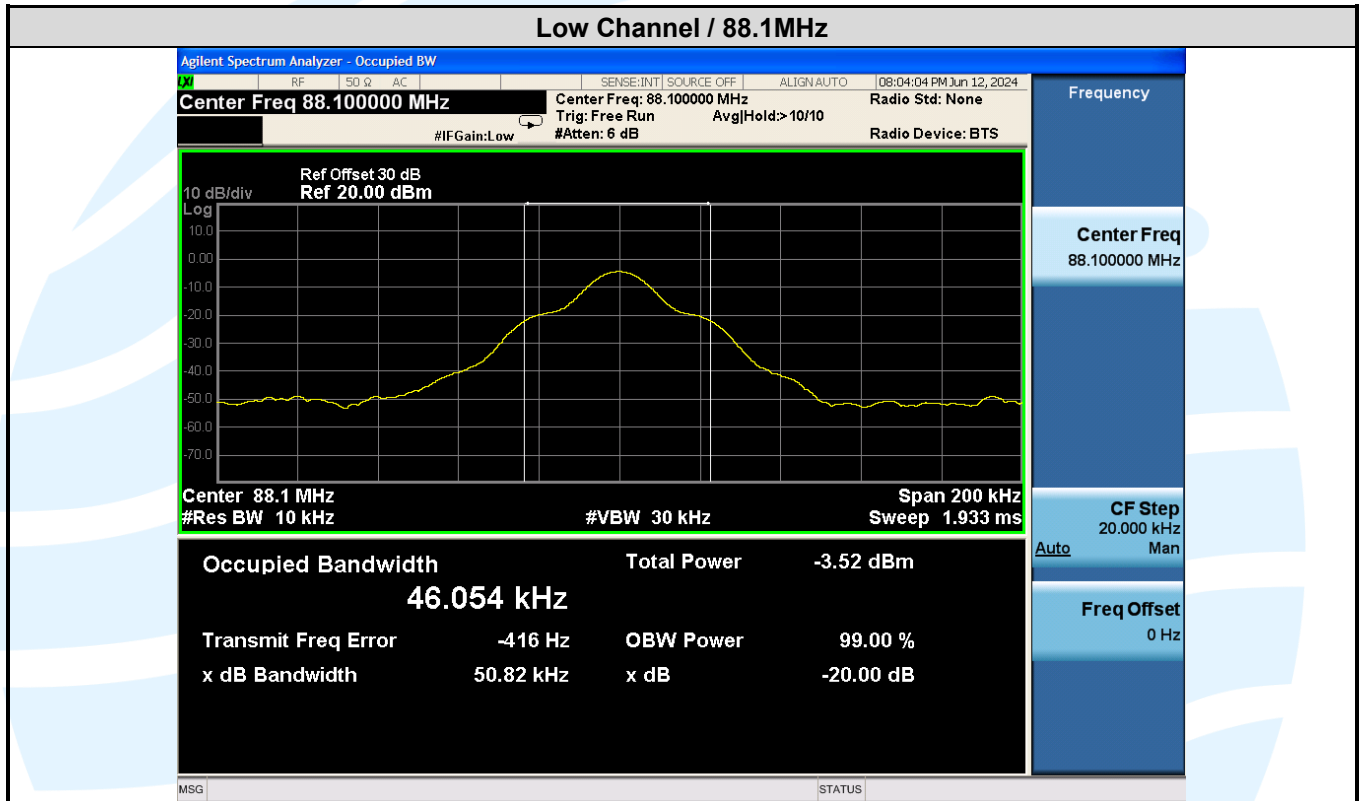 Low Channel / 88.1MHz
Agilent Spectrum Analyzer - Occupied BW
LXI RF 50 Ω AC SENSE:INT SOURCE OFF ALIGN AUTO 08:04:04 PM Jun 12, 2024
Center Freq 88.100000 MHz
Center Freq: 88.100000 MHz Radio Std: None
Trig: Free Run Avg|Hold:>10/10
#IFGain:Low #Atten: 6 dB Radio Device: BTS
Ref Offset 30 dB
10 dB/div Ref 20.00 dBm
Log
10.0
0.00
-10.0
-20.0
-30.0
-40.0
-50.0
-60.0
-70.0
Center 88.1 MHz Span 200 kHz
#Res BW 10 kHz #VBW 30 kHz Sweep 1.933 ms
Occupied Bandwidth Total Power -3.52 dBm
46.054 kHz
Transmit Freq Error -416 Hz OBW Power 99.00 %
x dB Bandwidth 50.82 kHz x dB -20.00 dB
MSG STATUS
Frequency
Center Freq
88.100000 MHz
CF Step
20.000 kHz
Auto Man
Freq Offset
0 Hz